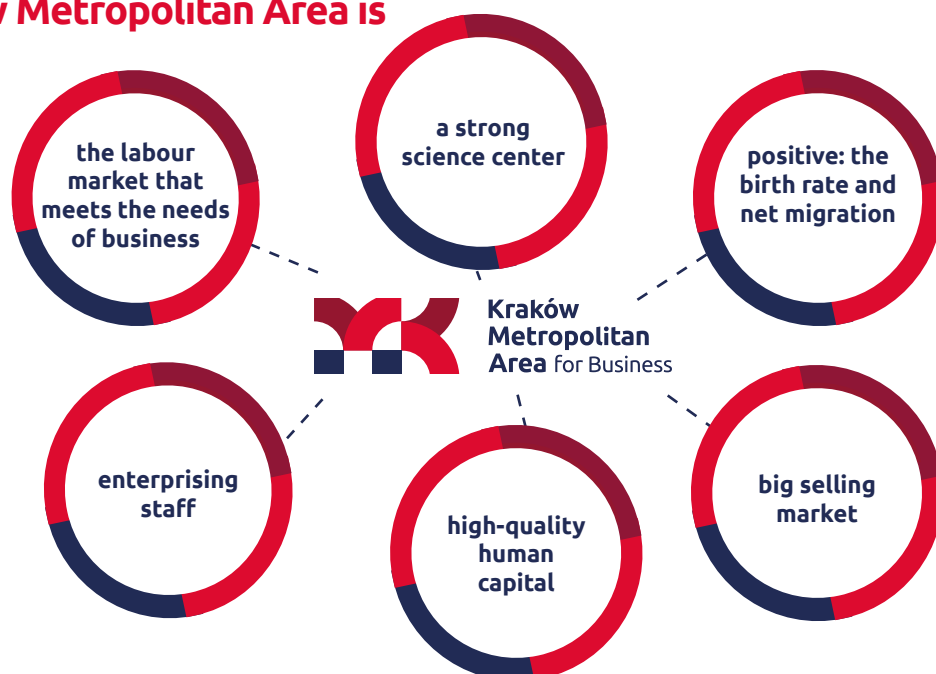 Metropolitan Area is
the labour
market that
meets the needs
of business
a strong
science center
positive: the
birth rate and
net migration
Kraków
Metropolitan
Area for Business
enterprising
staff
high-quality
human
capital
big selling
market